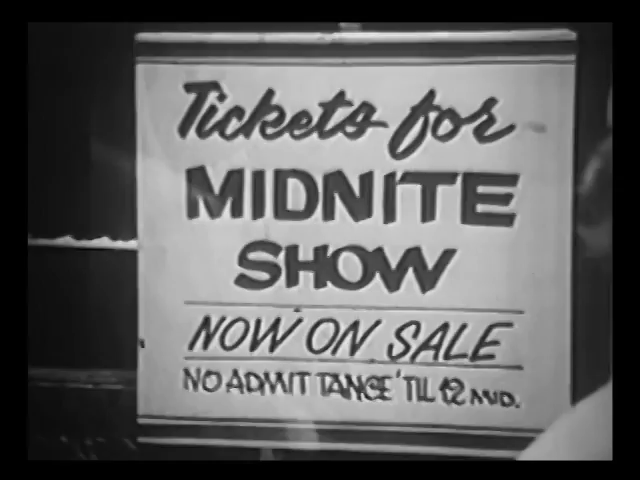 Tickets for
MIDNITE
SHOW
NOW ON SALE
NO ADMITTANCE 'TIL 12 MID.